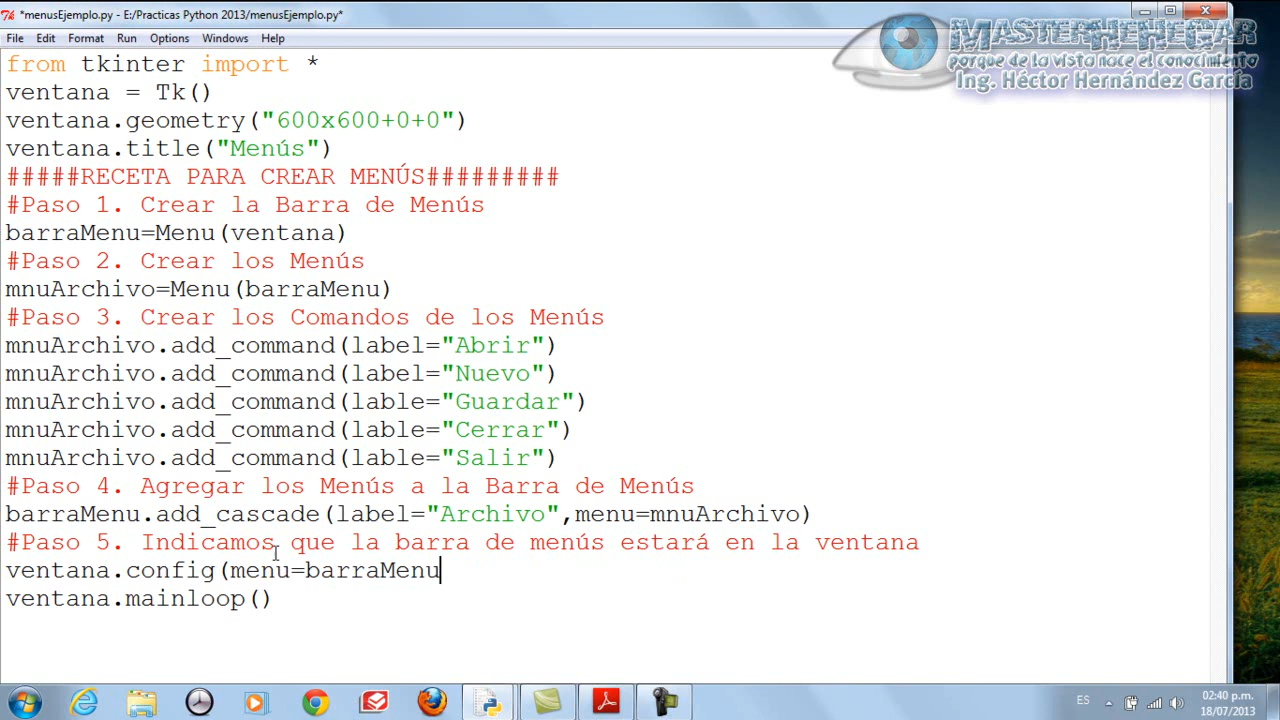 *menusEjemplo.py - E:/Practicas Python 2013/menusEjemplo.py*
File Edit Format Run Options Windows Help
MASTERHEHEGAR
porque de la vista nace el conocimiento
Ing. Héctor Hernández García
from tkinter import *
ventana = Tk()
ventana.geometry("600x600+0+0")
ventana.title("Menús")
#####RECETA PARA CREAR MENÚS#########
#Paso 1. Crear la Barra de Menús
barraMenu=Menu(ventana)
#Paso 2. Crear los Menús
mnuArchivo=Menu(barraMenu)
#Paso 3. Crear los Comandos de los Menús
mnuArchivo.add_command(label="Abrir")
mnuArchivo.add_command(label="Nuevo")
mnuArchivo.add_command(lable="Guardar")
mnuArchivo.add_command(lable="Cerrar")
mnuArchivo.add_command(lable="Salir")
#Paso 4. Agregar los Menús a la Barra de Menús
barraMenu.add_cascade(label="Archivo",menu=mnuArchivo)
#Paso 5. Indicamos que la barra de menús estará en la ventana
ventana.config(menu=barraMenu
ventana.mainloop()
ES
02:40 p.m.
18/07/2013